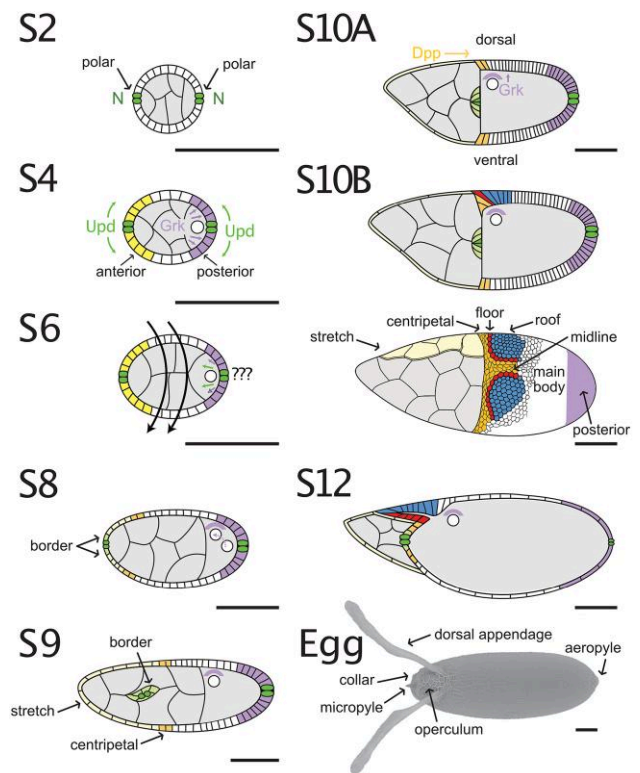 S2
polar
polar
N
N
S4
Upd
Grk
Upd
anterior
posterior
S6
???
S8
border
S9
border
stretch
centripetal
S10A
Dpp
dorsal
Grk
ventral
S10B
floor
centripetal
roof
stretch
midline
main
body
posterior
S12
Egg
dorsal appendage
aeropyle
collar
micropyle
operculum